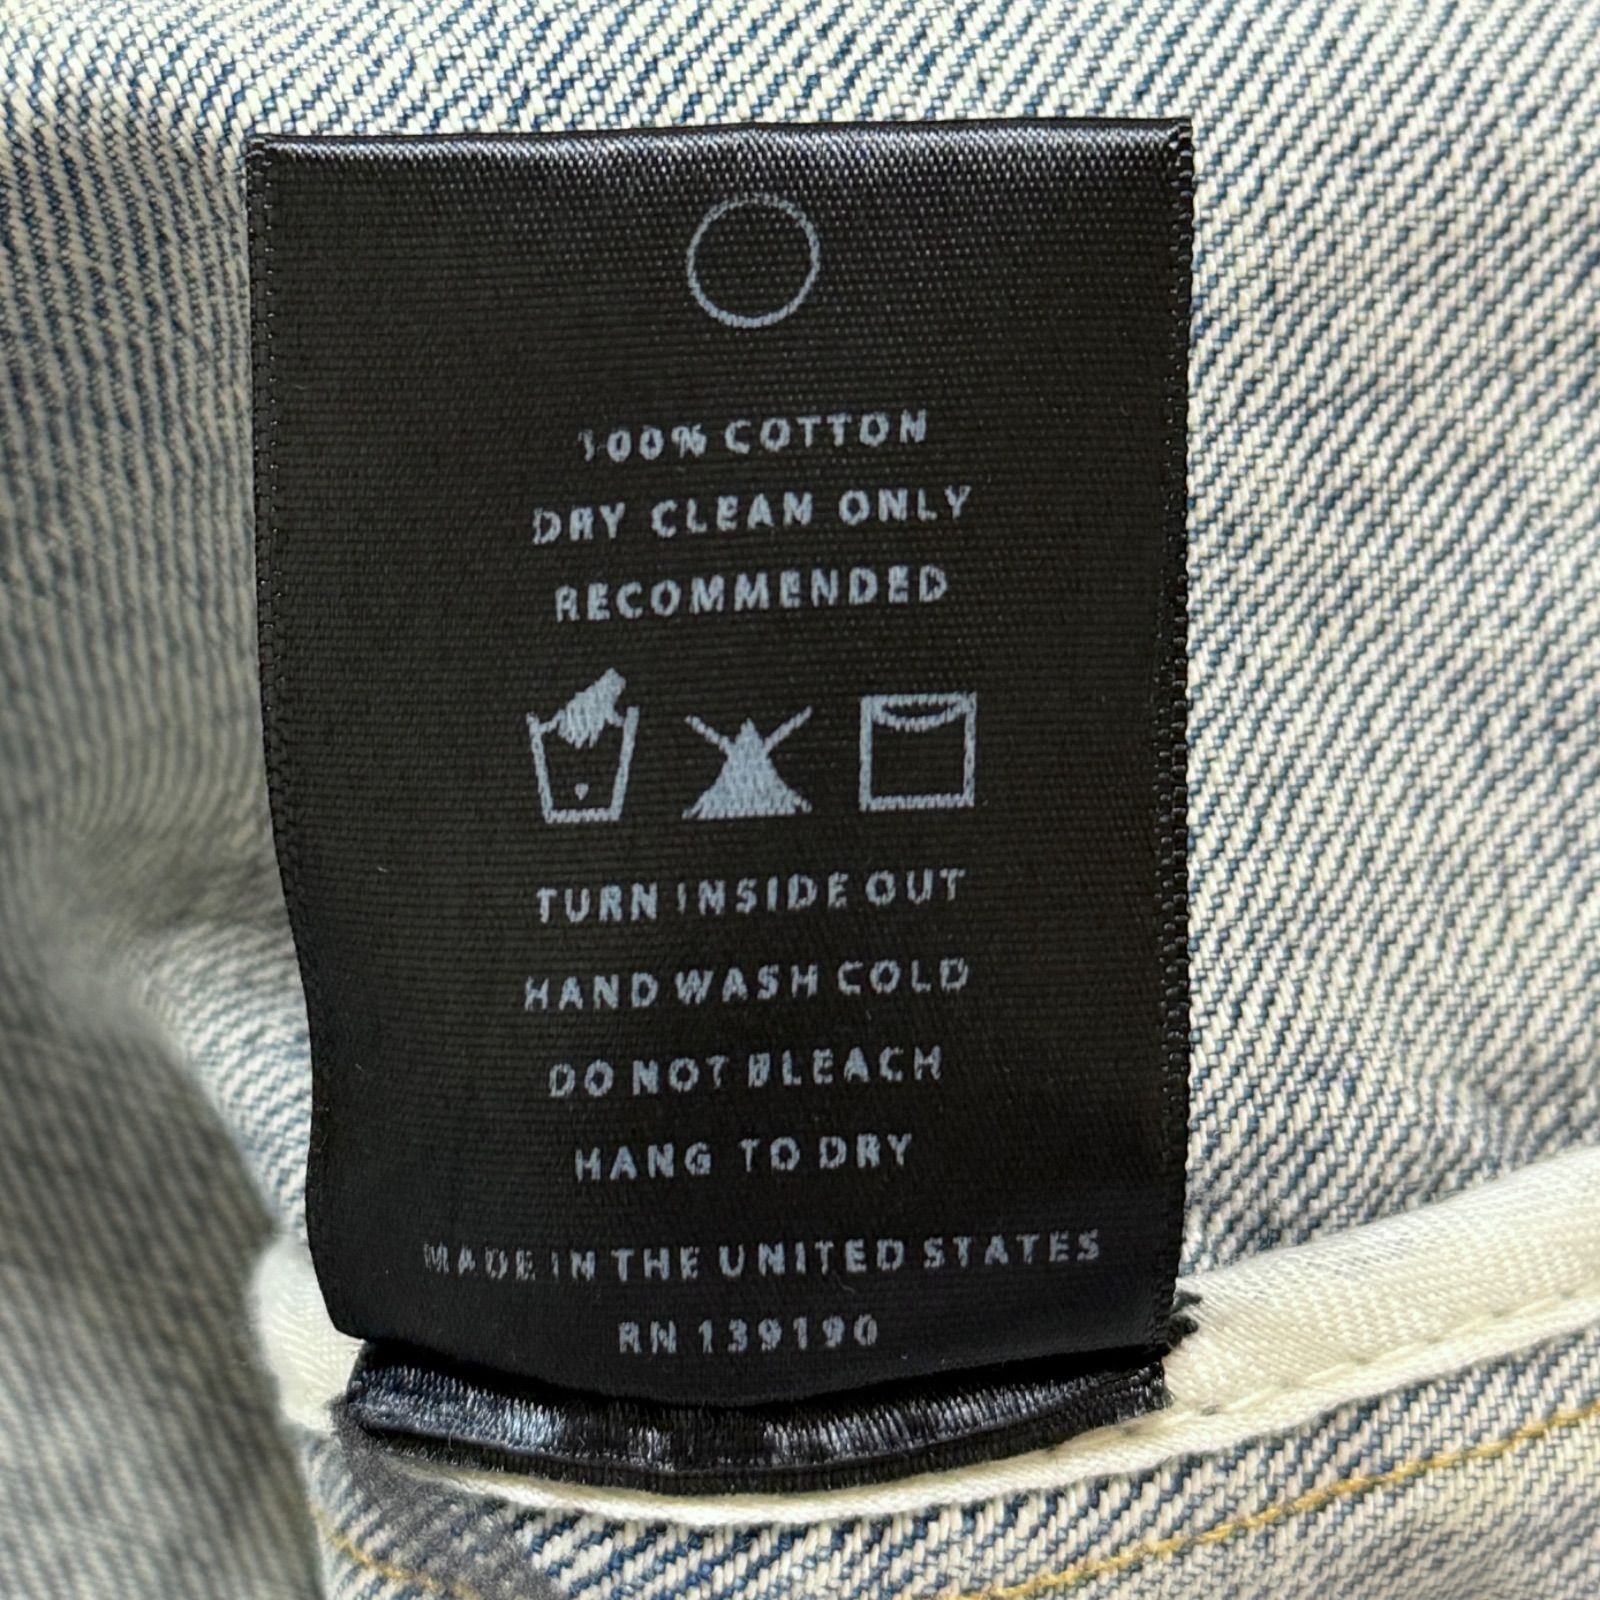 100% COTTON
DRY CLEAN ONLY
RECOMMENDED
TURN INSIDE OUT
HAND WASH COLD
DO NOT BLEACH
HANG TO DRY
MADE IN THE UNITED STATES
RN 139190